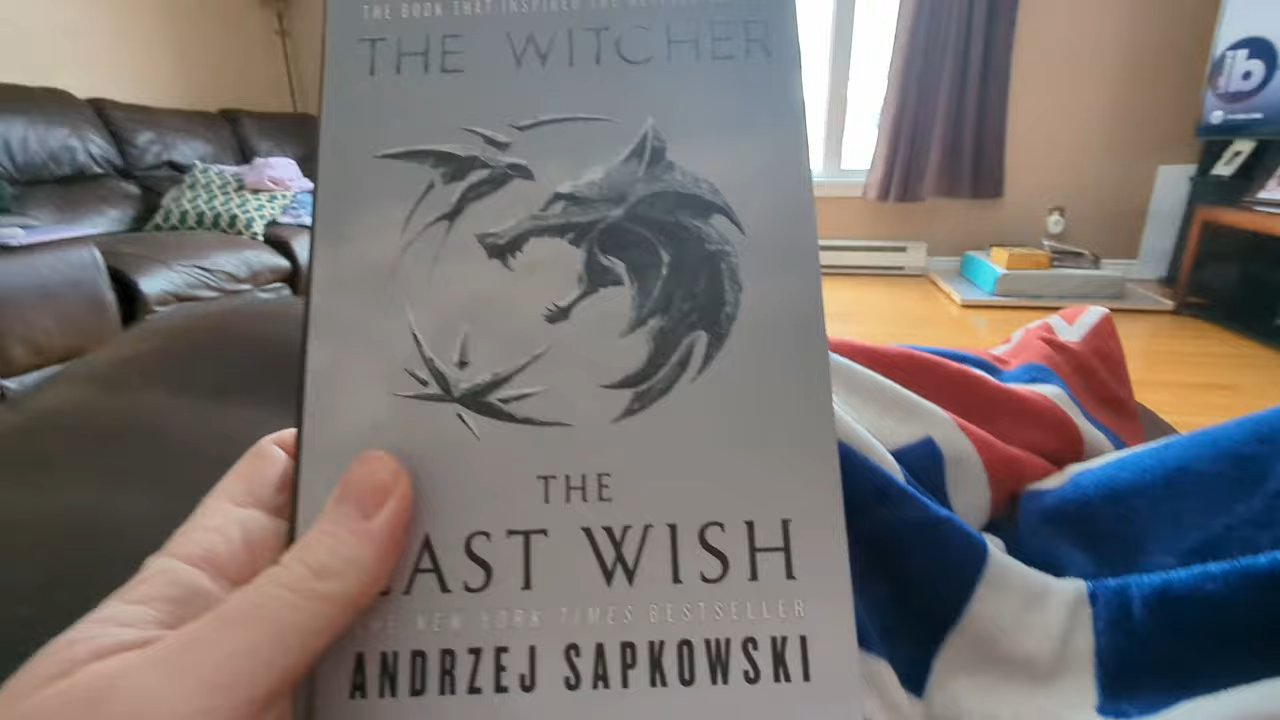 THE BOOK THAT INSPIRED THE
THE WITCHER
THE
LAST WISH
THE NEW YORK TIMES BESTSELLER
ANDRZEJ SAPKOWSKI
b